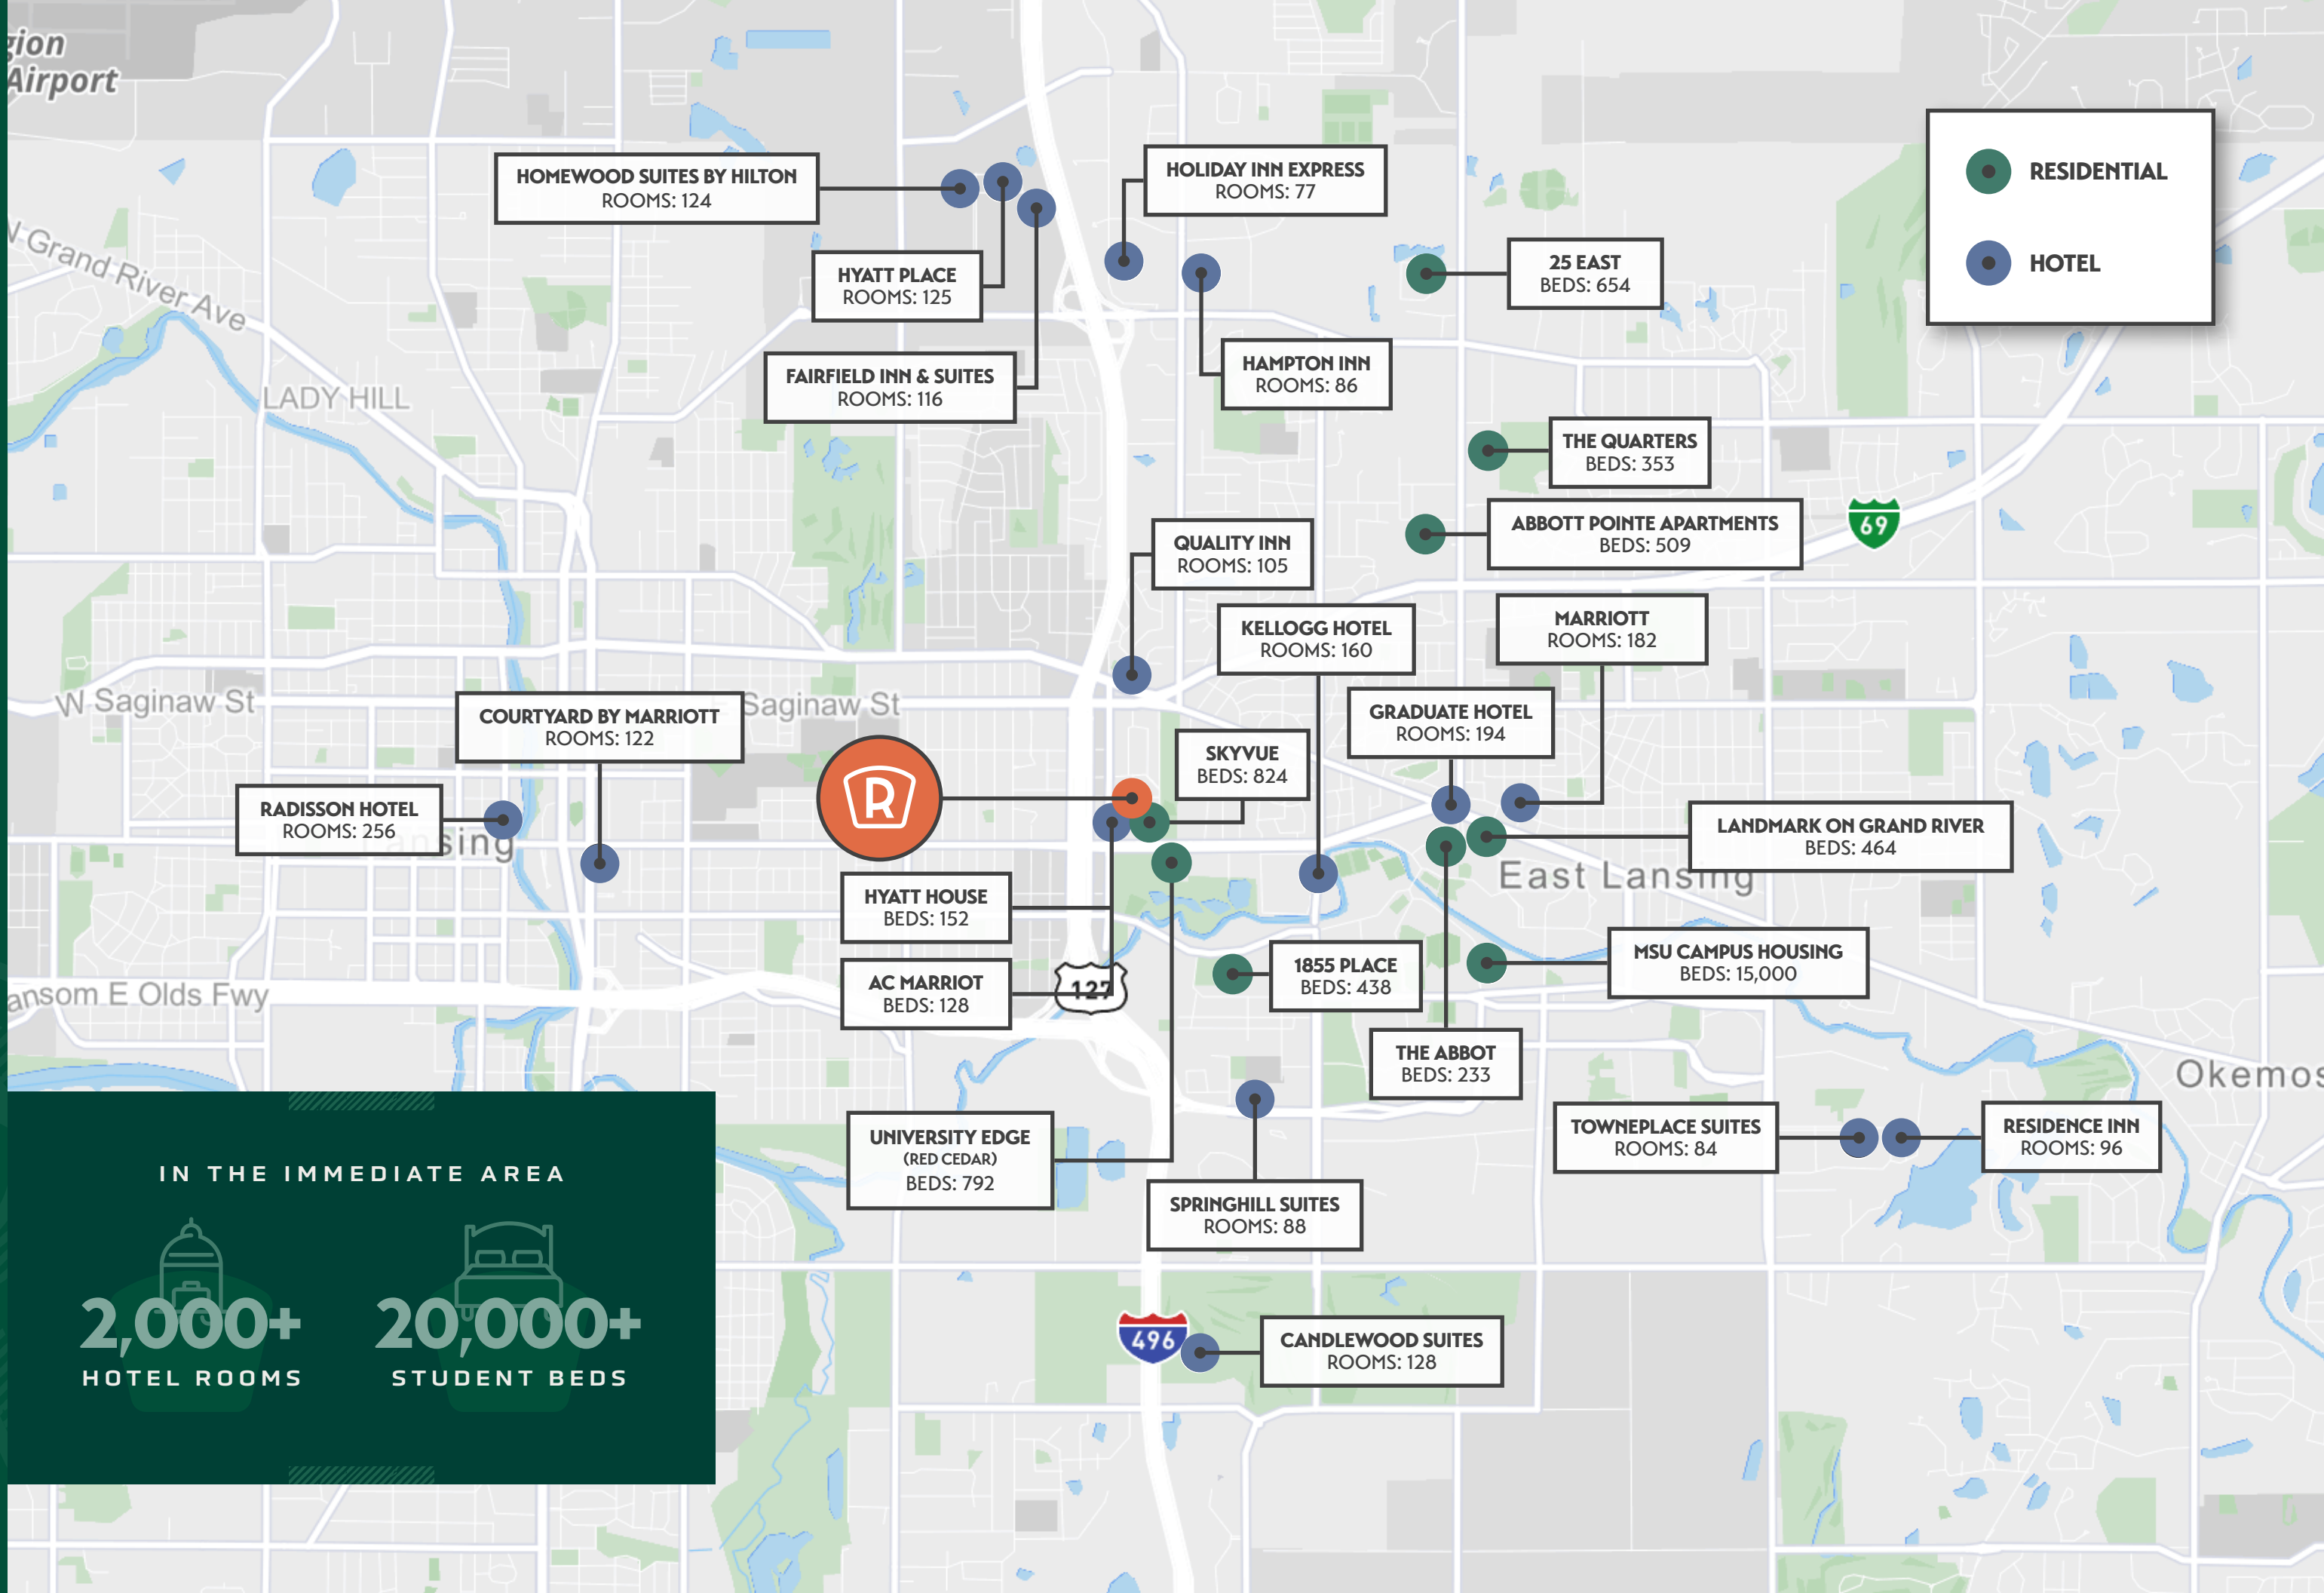 gion
Airport
W Grand River Ave
LADY HILL
HOMEWOOD SUITES BY HILTON
ROOMS: 124
HYATT PLACE
ROOMS: 125
FAIRFIELD INN & SUITES
ROOMS: 116
HOLIDAY INN EXPRESS
ROOMS: 77
HAMPTON INN
ROOMS: 86
25 EAST
BEDS: 654
RESIDENTIAL
HOTEL
THE QUARTERS
BEDS: 353
ABBOTT POINTE APARTMENTS
BEDS: 509
69
QUALITY INN
ROOMS: 105
KELLOGG HOTEL
ROOMS: 160
MARRIOTT
ROOMS: 182
GRADUATE HOTEL
ROOMS: 194
W Saginaw St
Saginaw St
COURTYARD BY MARRIOTT
ROOMS: 122
RADISSON HOTEL
ROOMS: 256
Lansing
R
SKYVUE
BEDS: 824
LANDMARK ON GRAND RIVER
BEDS: 464
East Lansing
HYATT HOUSE
BEDS: 152
AC MARRIOT
BEDS: 128
127
1855 PLACE
BEDS: 438
MSU CAMPUS HOUSING
BEDS: 15,000
ansom E Olds Fwy
THE ABBOT
BEDS: 233
Okemos
UNIVERSITY EDGE
(RED CEDAR)
BEDS: 792
SPRINGHILL SUITES
ROOMS: 88
TOWNEPLACE SUITES
ROOMS: 84
RESIDENCE INN
ROOMS: 96
496
CANDLEWOOD SUITES
ROOMS: 128
IN THE IMMEDIATE AREA
2,000+
HOTEL ROOMS
20,000+
STUDENT BEDS